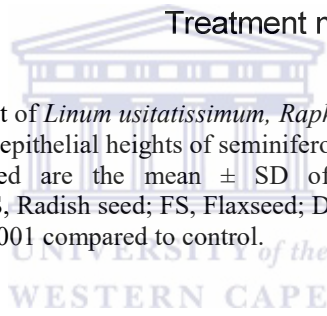 Treatment
t of Linum usitatissimum, Raph
epithelial heights of seminifero
ed are the mean ± SD of
, Radish seed; FS, Flaxseed; D
001 compared to control.
UNIVERSITY of the
WESTERN CAPE